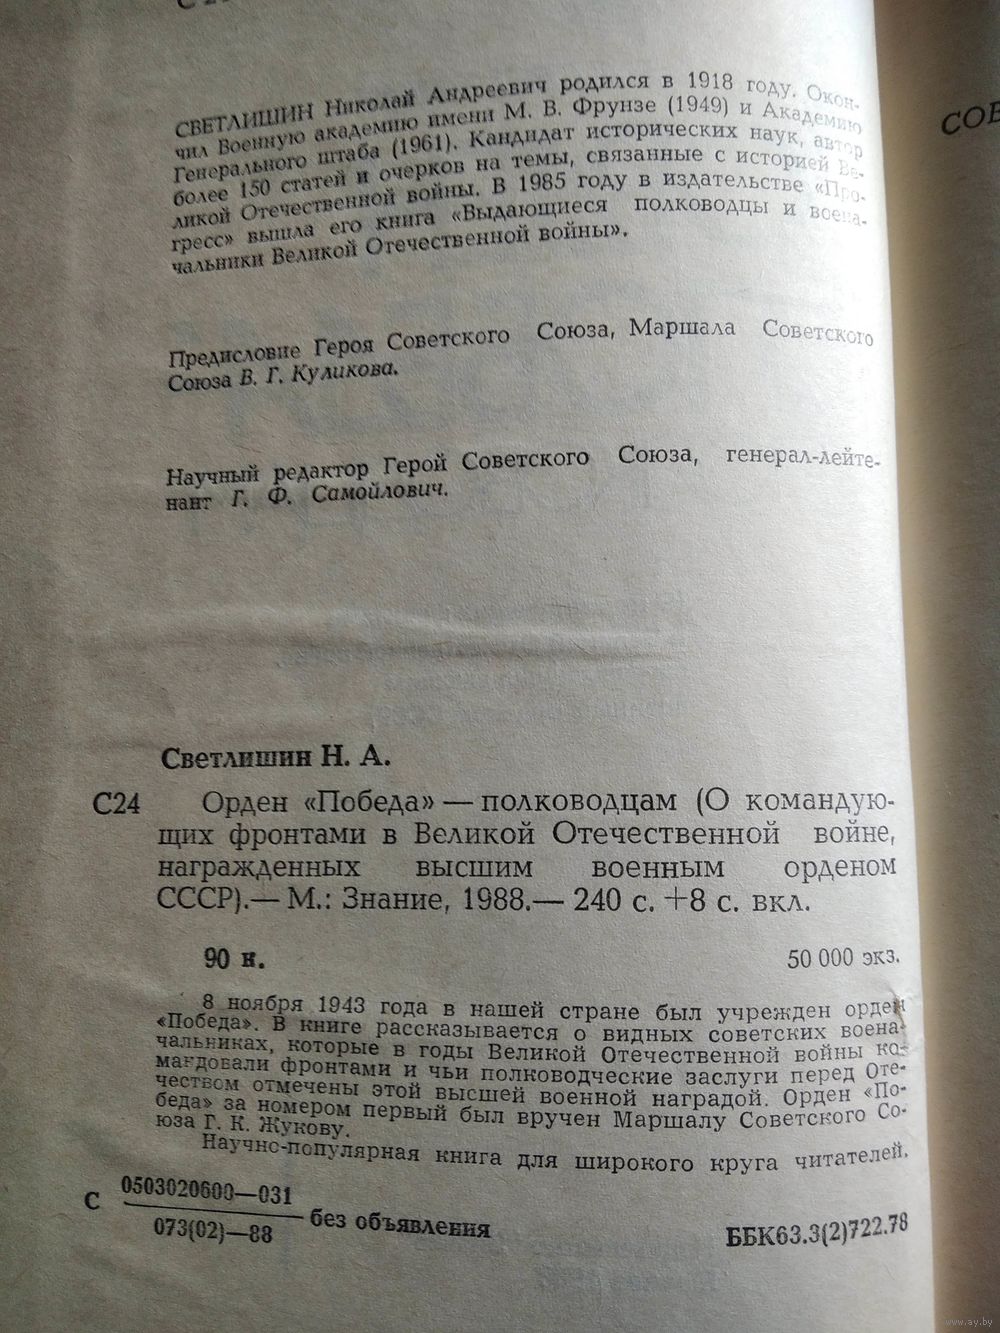 СВЕТЛИШИН Николай Андреевич родился в 1918 году. Окон-
чил Военную академию имени М. В. Фрунзе (1949) и Академию
Генерального штаба (1961). Кандидат исторических наук, автор
более 150 статей и очерков на темы, связанные с историей Ве-
ликой Отечественной войны. В 1985 году в издательстве «Про-
гресс» вышла его книга «Выдающиеся полководцы и воена-
чальники Великой Отечественной войны».
Предисловие Героя Советского Союза, Маршала Советского
Союза В. Г. Куликова.
Научный редактор Герой Советского Союза, генерал-лейте-
нант Г. Ф. Самойлович.
Светлишин Н. А.
С24 Орден «Победа» — полководцам (О командую-
щих фронтами в Великой Отечественной войне,
награжденных высшим военным орденом
СССР).— М.: Знание, 1988.— 240 с. +8 с. вкл.
90 к. 50 000 экз.
8 ноября 1943 года в нашей стране был учрежден орден
«Победа». В книге рассказывается о видных советских воена-
чальниках, которые в годы Великой Отечественной войны ко-
мандовали фронтами и чьи полководческие заслуги перед Оте-
чеством отмечены этой высшей военной наградой. Орден «По-
беда» за номером первый был вручен Маршалу Советского Со-
юза Г. К. Жукову.
Научно-популярная книга для широкого круга читателей.
С 0503020600—031
073(02)—88 без объявления
ББК63.3(2)722.78
СОВ
www.ay.by